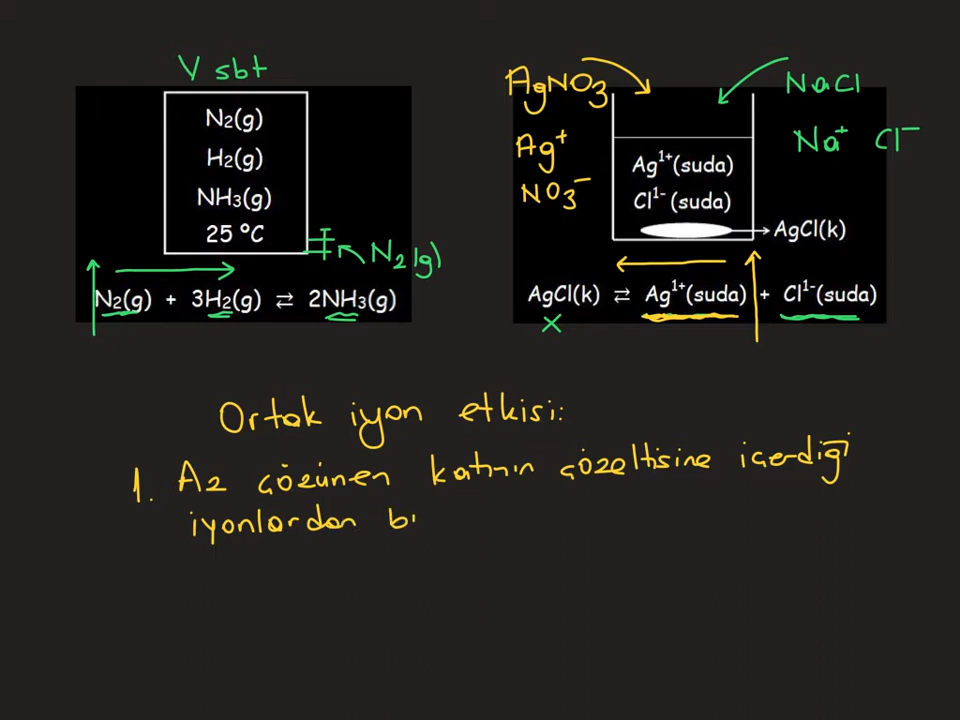 V sbt
N2(g)
H2(g)
NH3(g)
25 °C
N2(g)
N2(g) + 3H2(g) ⇄ 2NH3(g)
AgNO3
Ag+
NO3−
NaCl
Na+ Cl−
Ag1+(suda)
Cl1-(suda)
AgCl(k)
AgCl(k) ⇄ Ag1+(suda) + Cl1-(suda)
Ortak iyon etkisi:
1. Az çözünen katının çözeltisine içerdiği
iyonlardan bı